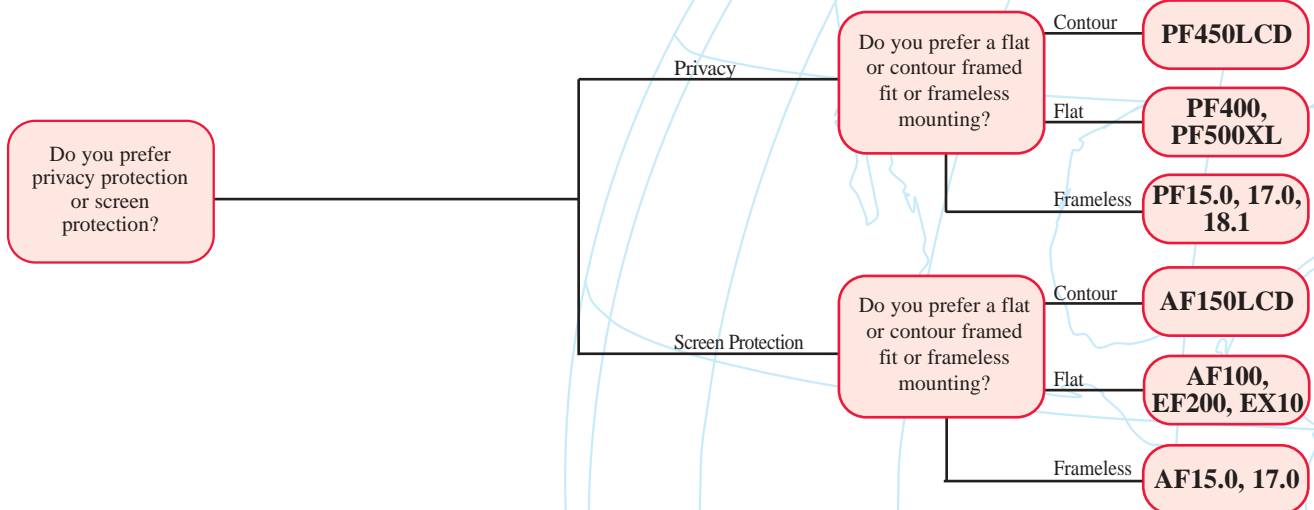 Do you prefer
privacy protection
or screen
protection?
Privacy
Do you prefer a flat
or contour framed
fit or frameless
mounting?
Contour
PF450LCD
Flat
PF400,
PF500XL
Frameless
PF15.0, 17.0,
18.1
Screen Protection
Do you prefer a flat
or contour framed
fit or frameless
mounting?
Contour
AF150LCD
Flat
AF100,
EF200, EX10
Frameless
AF15.0, 17.0